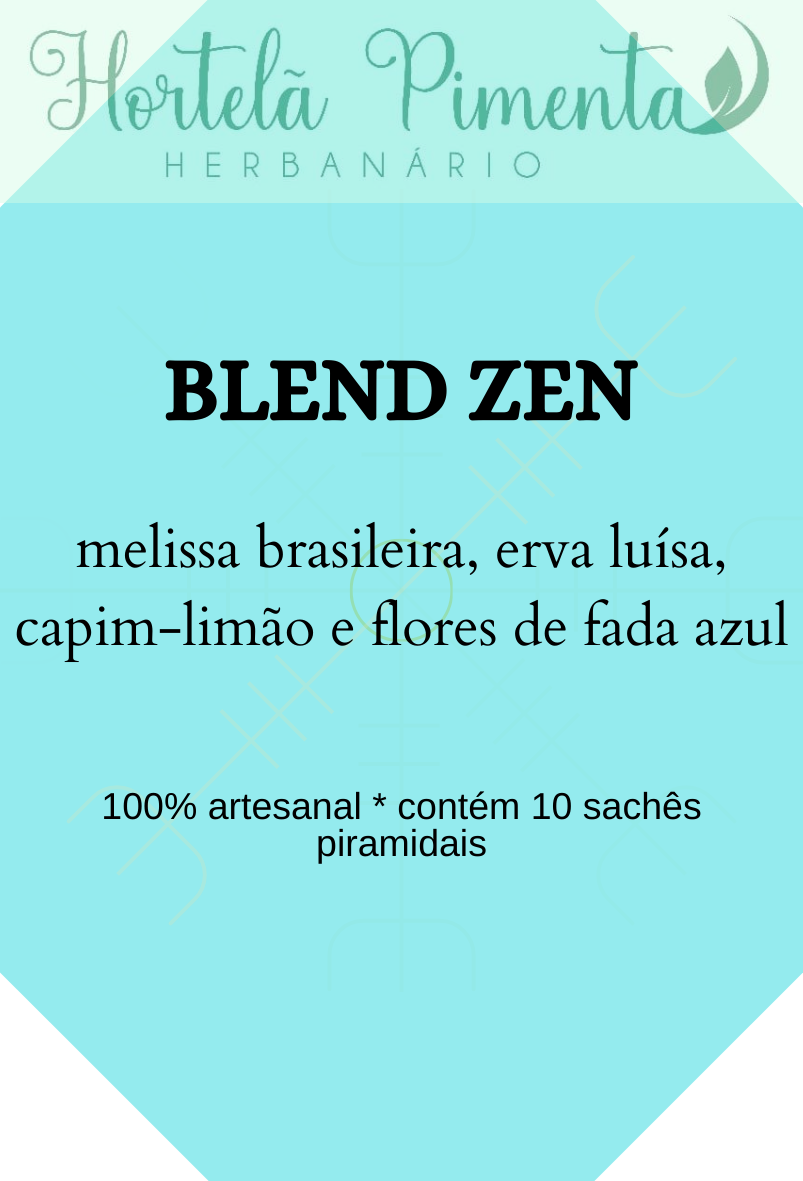 Hortelã Pimenta
HERBANÁRIO
BLEND ZEN
melissa brasileira, erva luísa,
capim-limão e flores de fada azul
100% artesanal * contém 10 sachês
piramidais